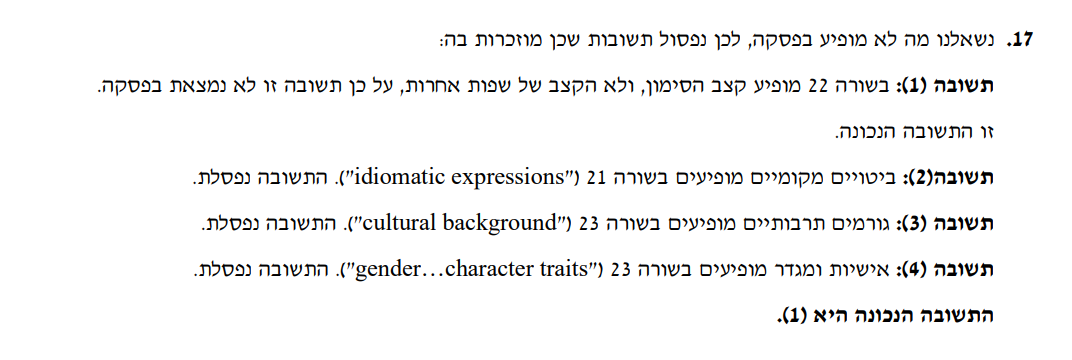 17. נשאלנו מה לא מופיע בפסקה, לכן נפסול תשובות שכן מוזכרות בה:
תשובה (1): בשורה 22 מופיע קצב הסימון, ולא הקצב של שפות אחרות, על כן תשובה זו לא נמצאת בפסקה.
זו התשובה הנכונה.
תשובה(2): ביטויים מקומיים מופיעים בשורה 21 ("idiomatic expressions"). התשובה נפסלת.
תשובה (3): גורמים תרבותיים מופיעים בשורה 23 ("cultural background"). התשובה נפסלת.
תשובה (4): אישיות ומגדר מופיעים בשורה 23 ("gender…character traits"). התשובה נפסלת.
התשובה הנכונה היא (1).